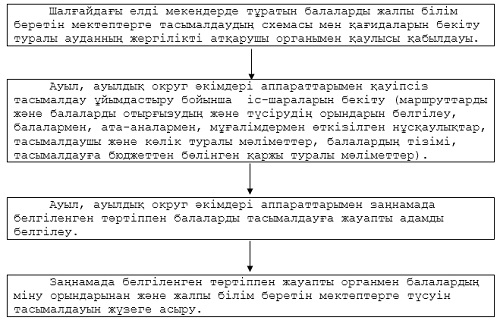 Шалғайдағы елді мекендерде тұратын балаларды жалпы білім
беретін мектептерге тасымалдаудың схемасы мен қағидаларын бекіту
туралы ауданның жергілікті атқарушы органымен қаулысы қабылдауы.
Ауыл, ауылдық округ әкімдері аппараттарымен қауіпсіз
тасымалдау ұйымдастыру бойынша іс-шараларын бекіту (маршруттарды
және балаларды отырғызудың және түсірудің орындарын белгілеу,
балалармен, ата-аналармен, мұғалімдермен өткізілген нұсқаулықтар,
тасымалдаушы және көлік туралы мәліметтер, балалардың тізімі,
тасымалдауға бюджеттен бөлінген қаржы туралы мәліметтер).
Ауыл, ауылдық округ әкімдері аппараттарымен заңнамада
белгіленген тәртіппен балаларды тасымалдауға жауапты адамды
белгілеу.
Заңнамада белгіленген тәртіппен жауапты органмен балалардың
міну орындарынан және жалпы білім беретін мектептерге түсуін
тасымалдауын жүзеге асыру.